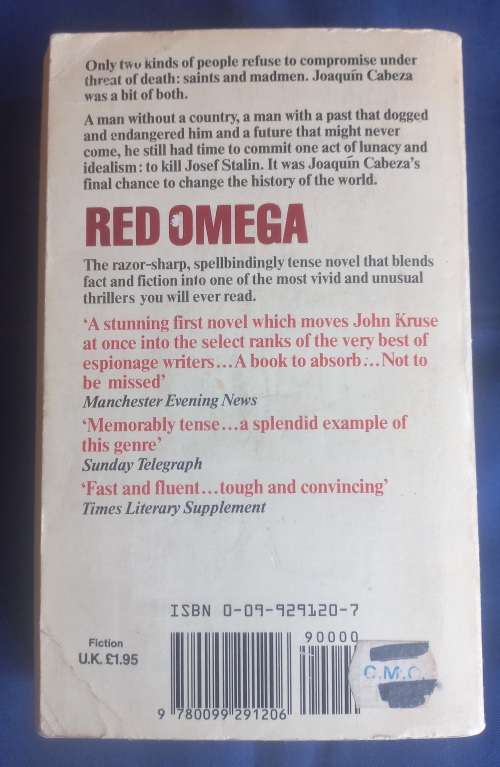 Only two kinds of people refuse to compromise under
threat of death: saints and madmen. Joaquín Cabeza
was a bit of both.
A man without a country, a man with a past that dogged
and endangered him and a future that might never
come, he still had time to commit one act of lunacy and
idealism: to kill Josef Stalin. It was Joaquín Cabeza's
final chance to change the history of the world.
RED OMEGA
The razor-sharp, spellbindingly tense novel that blends
fact and fiction into one of the most vivid and unusual
thrillers you will ever read.
'A stunning first novel which moves John Kruse
at once into the select ranks of the very best of
espionage writers...A book to absorb...Not to
be missed'
Manchester Evening News
'Memorably tense...a splendid example of
this genre'
Sunday Telegraph
'Fast and fluent...tough and convincing'
Times Literary Supplement
ISBN 0-09-929120-7
90000
Fiction
U.K. £1.95
C.M.C.
9 780099 291206